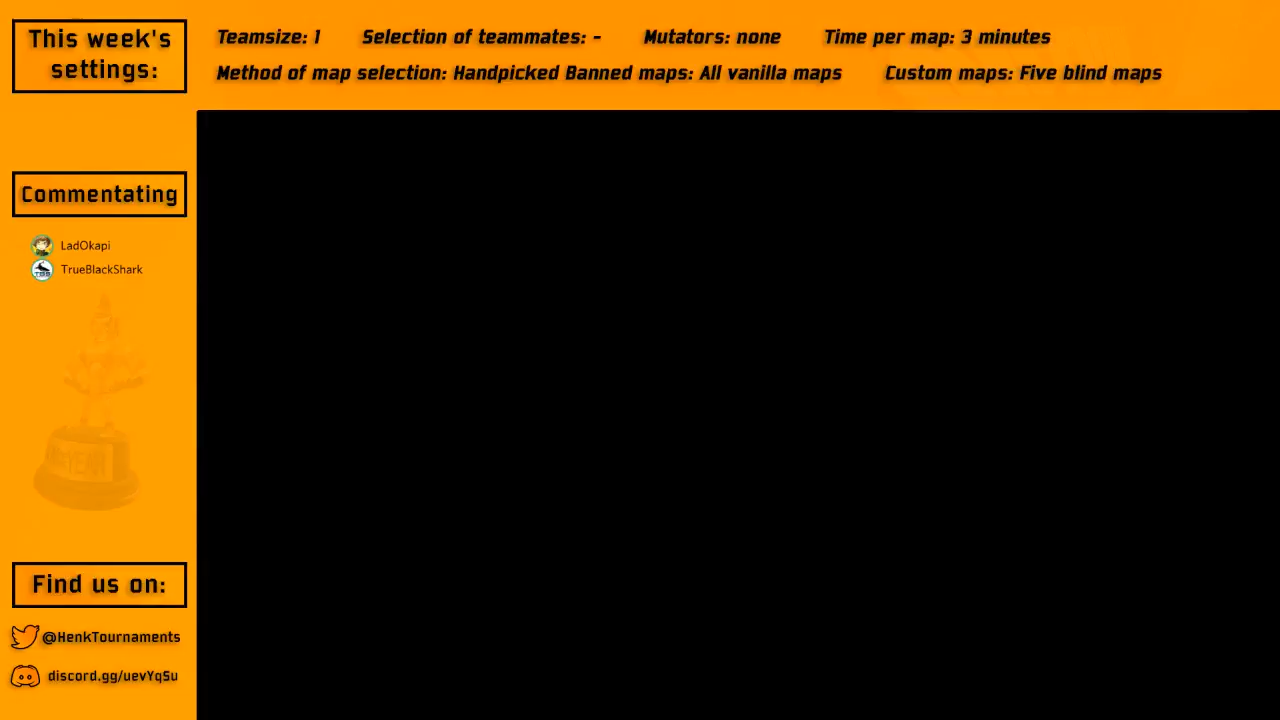 This week's
settings:
Teamsize: 1 Selection of teammates: - Mutators: none Time per map: 3 minutes
Method of map selection: Handpicked Banned maps: All vanilla maps Custom maps: Five blind maps
Commentating
LadOkapi
TrueBlackShark
Find us on:
@HenkTournaments
discord.gg/uevYqSu